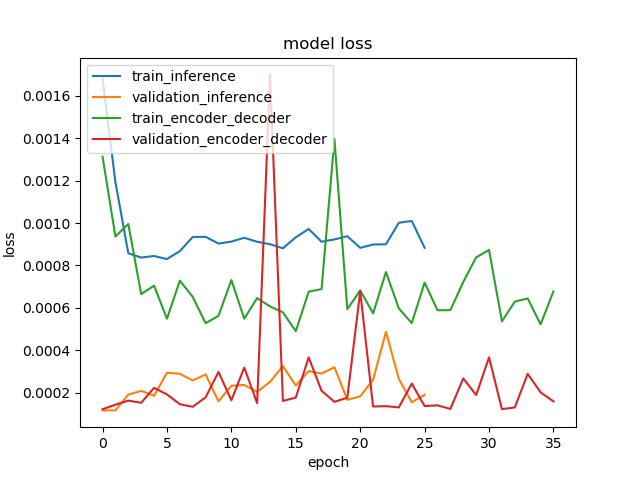 model loss
train_inference
validation_inference
train_encoder_decoder
validation_encoder_decoder
loss
0.0016
0.0014
0.0012
0.0010
0.0008
0.0006
0.0004
0.0002
0 5 10 15 20 25 30 35
epoch